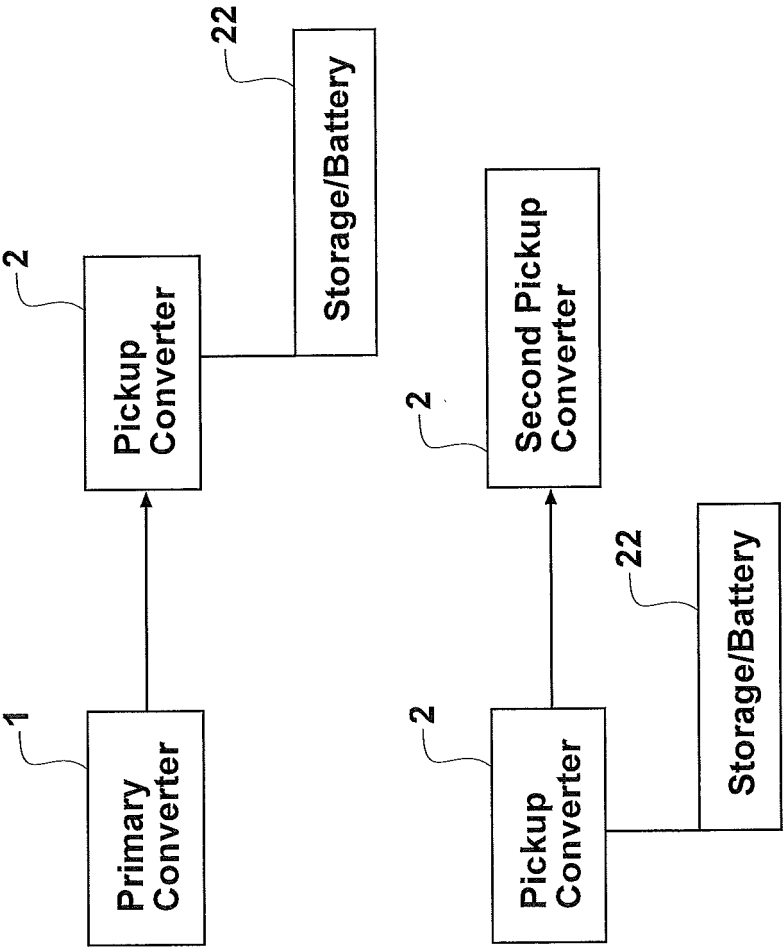 1
Primary
Converter
2
Pickup
Converter
22
Storage/Battery
2
Pickup
Converter
22
Storage/Battery
2
Second Pickup
Converter